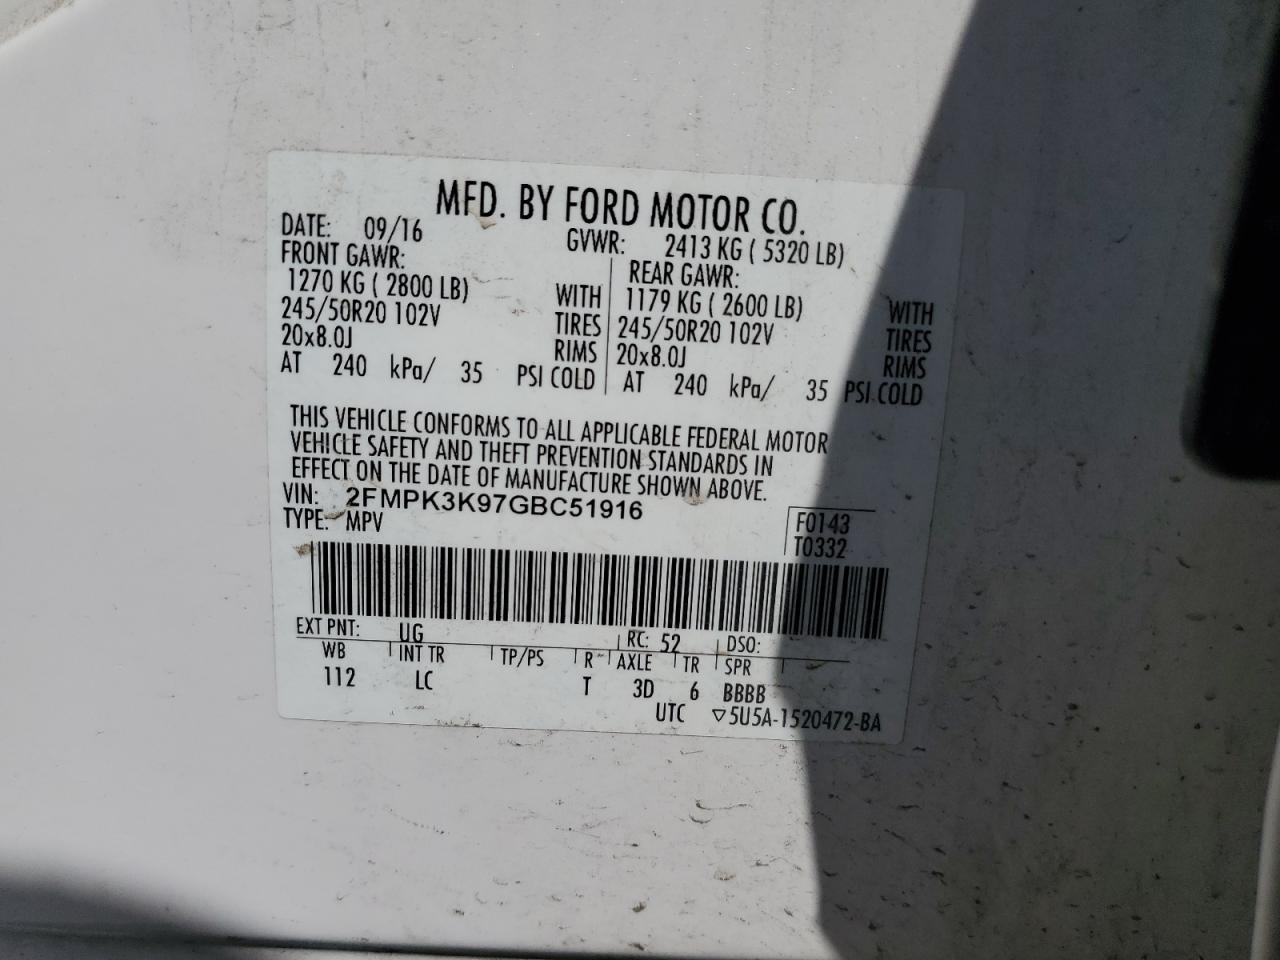 MFD. BY FORD MOTOR CO.
DATE: 09/16 GVWR: 2413 KG ( 5320 LB)
FRONT GAWR: REAR GAWR:
1270 KG ( 2800 LB) WITH 1179 KG ( 2600 LB) WITH
245/50R20 102V TIRES 245/50R20 102V TIRES
20x8.0J RIMS 20x8.0J RIMS
AT 240 kPa/ 35 PSI COLD AT 240 kPa/ 35 PSI COLD
THIS VEHICLE CONFORMS TO ALL APPLICABLE FEDERAL MOTOR
VEHICLE SAFETY AND THEFT PREVENTION STANDARDS IN
EFFECT ON THE DATE OF MANUFACTURE SHOWN ABOVE.
VIN: 2FMPK3K97GBC51916 F0143
TYPE: MPV T0332
EXT PNT: UG RC: 52 DSO:
WB INT TR TP/PS R AXLE TR SPR
112 LC T 3D 6 BBBB
UTC ▽5U5A-1520472-BA